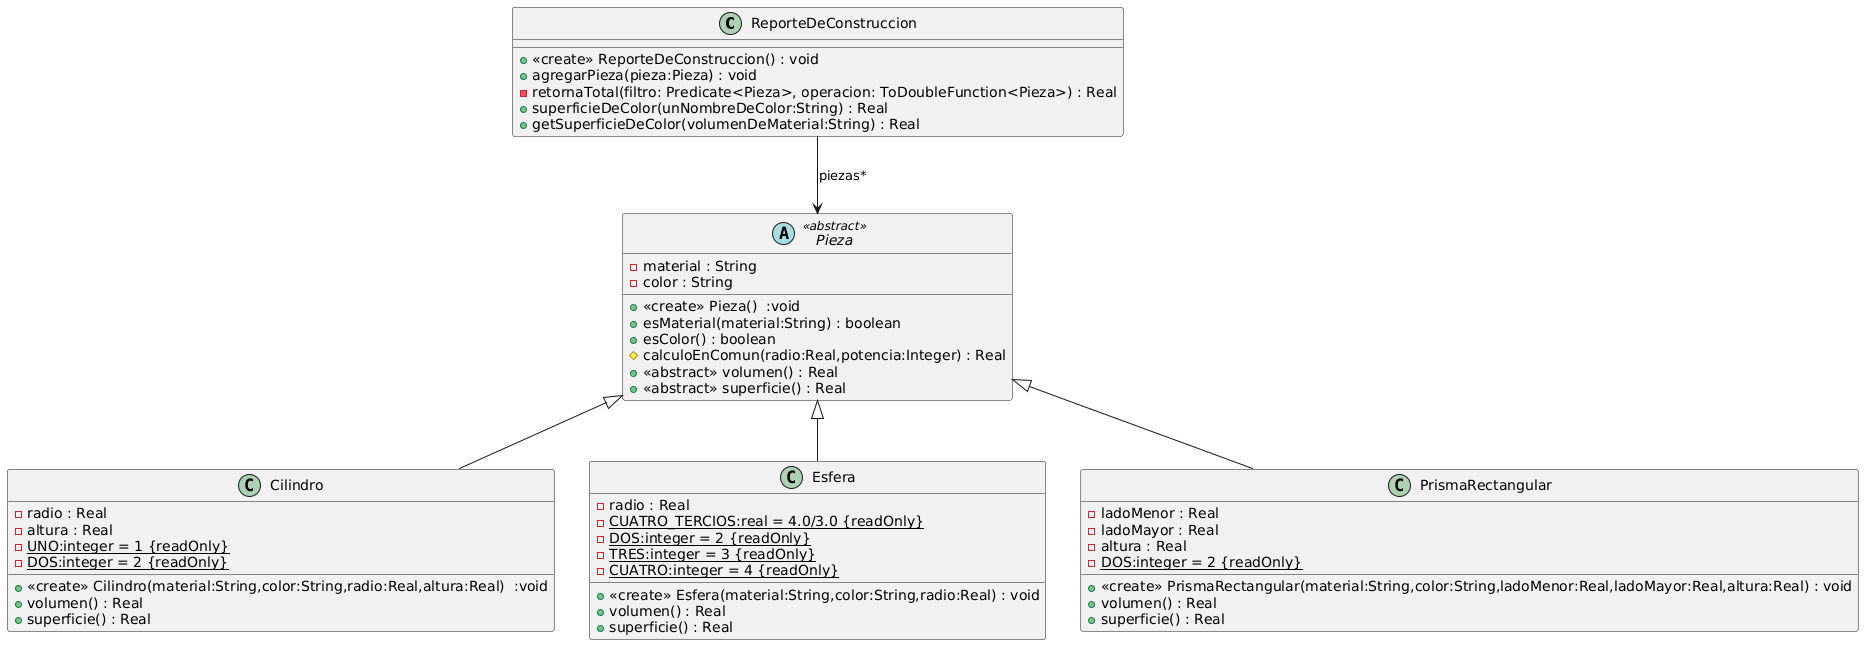 ReporteDeConstruccion
«create» ReporteDeConstruccion() : void
agregarPieza(pieza:Pieza) : void
retornaTotal(filtro: Predicate<Pieza>, operacion: ToDoubleFunction<Pieza>) : Real
superficieDeColor(unNombreDeColor:String) : Real
getSuperficieDeColor(volumenDeMaterial:String) : Real
piezas*
«abstract»
Pieza
material : String
color : String
«create» Pieza()  :void
esMaterial(material:String) : boolean
esColor() : boolean
calculoEnComun(radio:Real,potencia:Integer) : Real
«abstract» volumen() : Real
«abstract» superficie() : Real
Cilindro
radio : Real
altura : Real
UNO:integer = 1 {readOnly}
DOS:integer = 2 {readOnly}
«create» Cilindro(material:String,color:String,radio:Real,altura:Real)  :void
volumen() : Real
superficie() : Real
Esfera
radio : Real
CUATRO_TERCIOS:real = 4.0/3.0 {readOnly}
DOS:integer = 2 {readOnly}
TRES:integer = 3 {readOnly}
CUATRO:integer = 4 {readOnly}
«create» Esfera(material:String,color:String,radio:Real) : void
volumen() : Real
superficie() : Real
PrismaRectangular
ladoMenor : Real
ladoMayor : Real
altura : Real
DOS:integer = 2 {readOnly}
«create» PrismaRectangular(material:String,color:String,ladoMenor:Real,ladoMayor:Real,altura:Real) : void
volumen() : Real
superficie() : Real